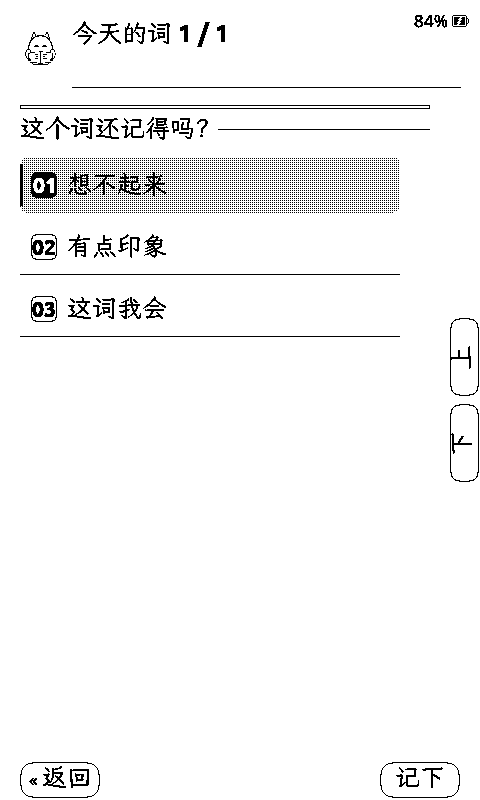 84%
今天的词 1 / 1
这个词还记得吗？
01 想不起来
02 有点印象
03 这词我会
上
下
« 返回
记下